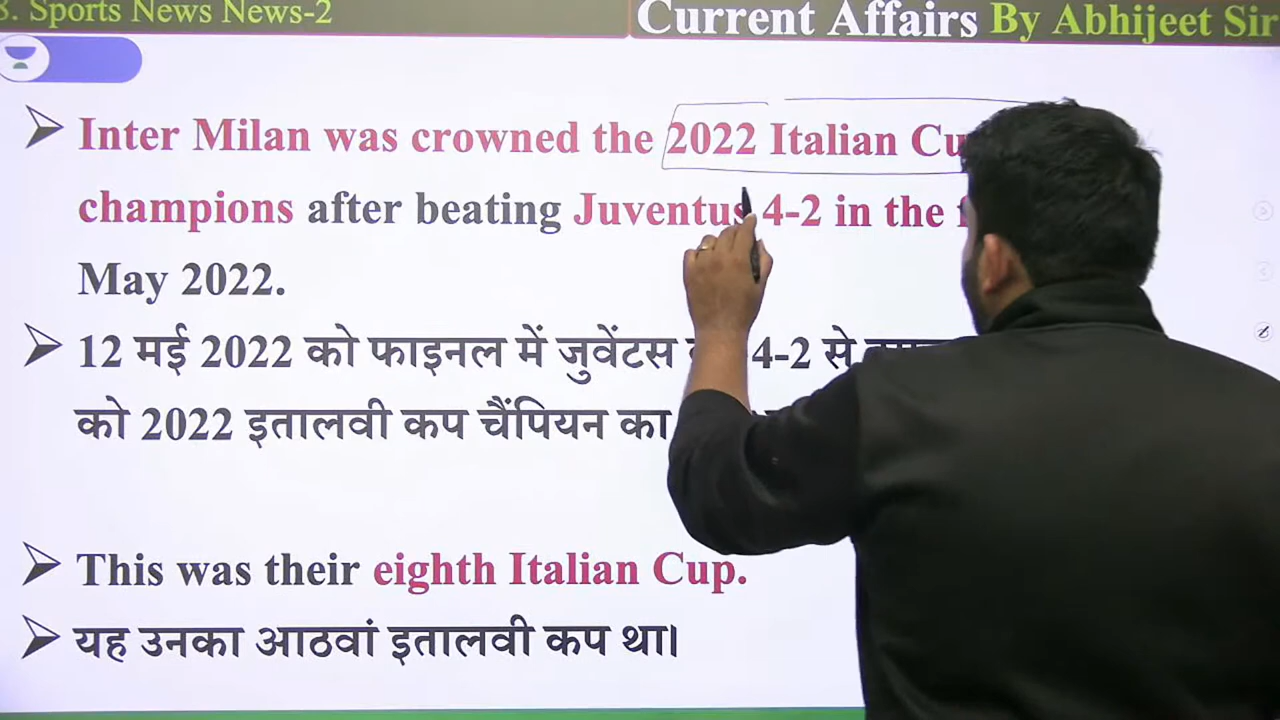 8. Sports News News-2
Current Affairs By Abhijeet Sir
Inter Milan was crowned the 2022 Italian Cu
champions after beating Juventus 4-2 in the
May 2022.
12 मई 2022 को फाइनल में जुवेंटस 4-2 से
को 2022 इतालवी कप चैंपियन का
This was their eighth Italian Cup.
यह उनका आठवां इतालवी कप था।